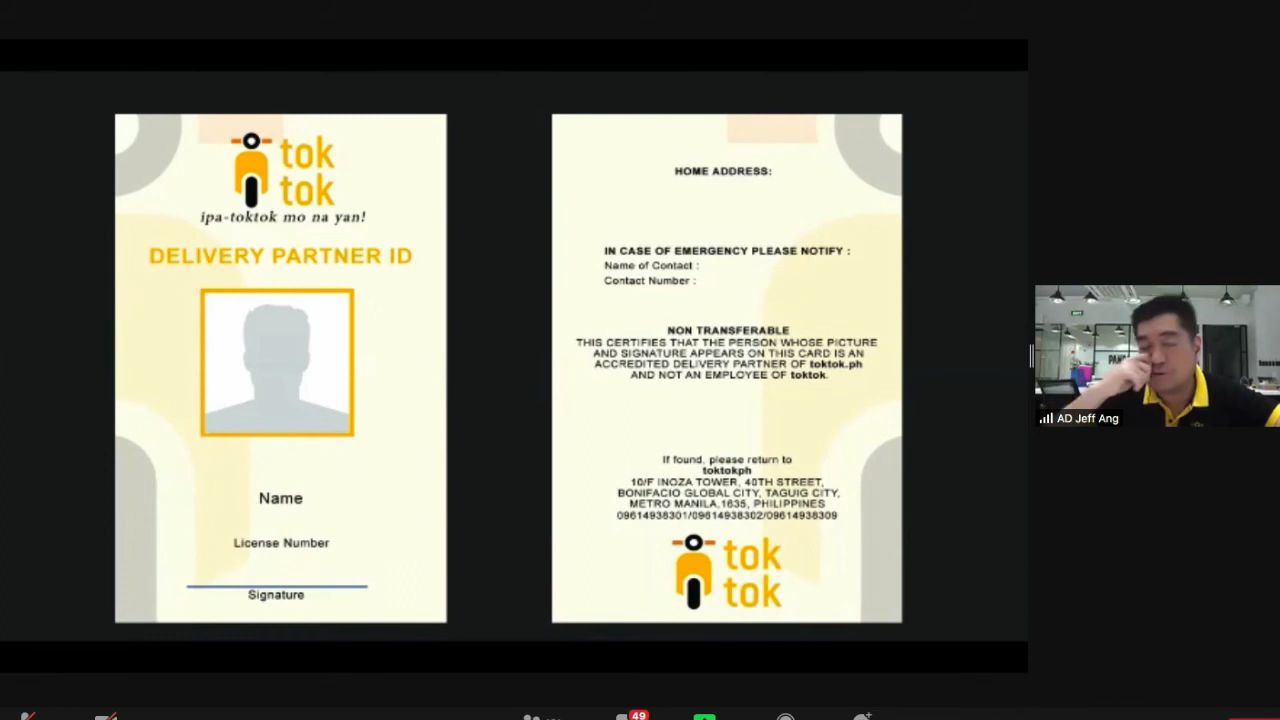 tok
tok
ipa-toktok mo na yan!
DELIVERY PARTNER ID
Name
License Number
Signature
HOME ADDRESS:
IN CASE OF EMERGENCY PLEASE NOTIFY :
Name of Contact :
Contact Number :
NON TRANSFERABLE
THIS CERTIFIES THAT THE PERSON WHOSE PICTURE
AND SIGNATURE APPEARS ON THIS CARD IS AN
ACCREDITED DELIVERY PARTNER OF toktok.ph
AND NOT AN EMPLOYEE OF toktok.
If found, please return to
toktokph
10/F INOZA TOWER, 40TH STREET,
BONIFACIO GLOBAL CITY, TAGUIG CITY,
METRO MANILA,1635, PHILIPPINES
09614938301/09614938302/09614938309
tok
tok
AD Jeff Ang
49